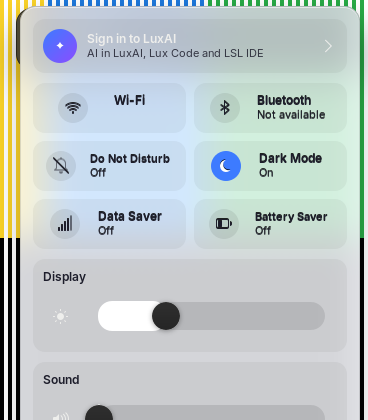 Sign in to LuxAI
AI in LuxAI, Lux Code and LSL IDE
Wi-Fi
Bluetooth
Not available
Do Not Disturb
Off
Dark Mode
On
Data Saver
Off
Battery Saver
Off
Display
Sound